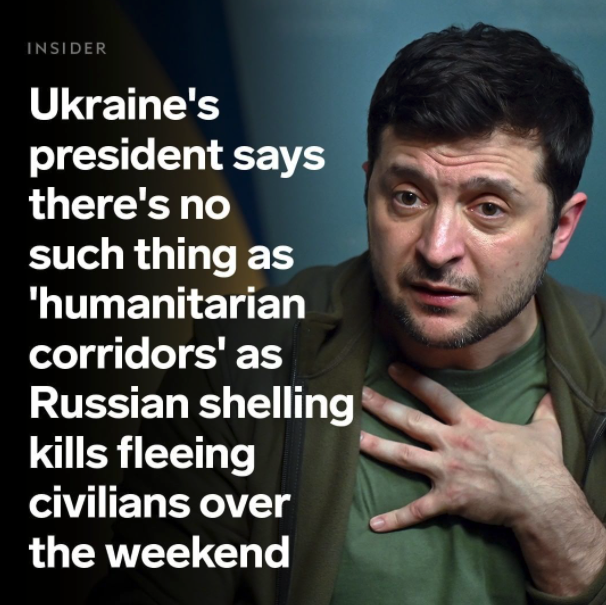 INSIDER
Ukraine's
president says
there's no
such thing as
'humanitarian
corridors' as
Russian shelling
kills fleeing
civilians over
the weekend